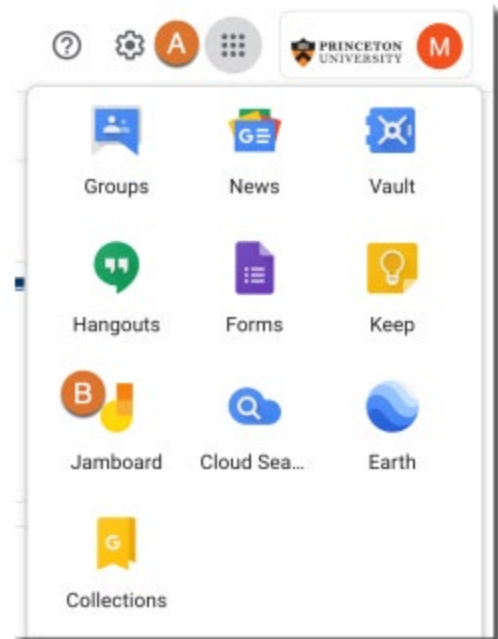 A
PRINCETON
UNIVERSITY
M
G
Groups
News
Vault
Hangouts
Forms
Keep
B
Jamboard
Cloud Sea...
Earth
G
Collections